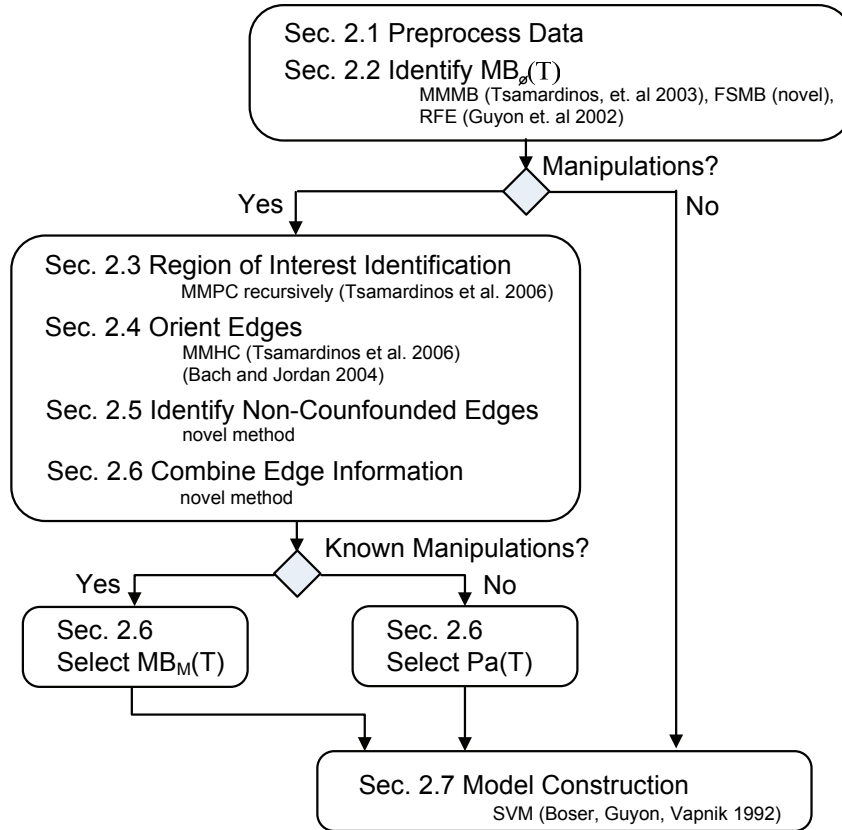 Sec. 2.1 Preprocess Data
Sec. 2.2 Identify MB∅(T)
MMMB (Tsamardinos, et. al 2003), FSMB (novel),
RFE (Guyon et. al 2002)
Manipulations?
Yes
No
Sec. 2.3 Region of Interest Identification
MMPC recursively (Tsamardinos et al. 2006)
Sec. 2.4 Orient Edges
MMHC (Tsamardinos et al. 2006)
(Bach and Jordan 2004)
Sec. 2.5 Identify Non-Counfounded Edges
novel method
Sec. 2.6 Combine Edge Information
novel method
Known Manipulations?
Yes
No
Sec. 2.6
Select MBM(T)
Sec. 2.6
Select Pa(T)
Sec. 2.7 Model Construction
SVM (Boser, Guyon, Vapnik 1992)